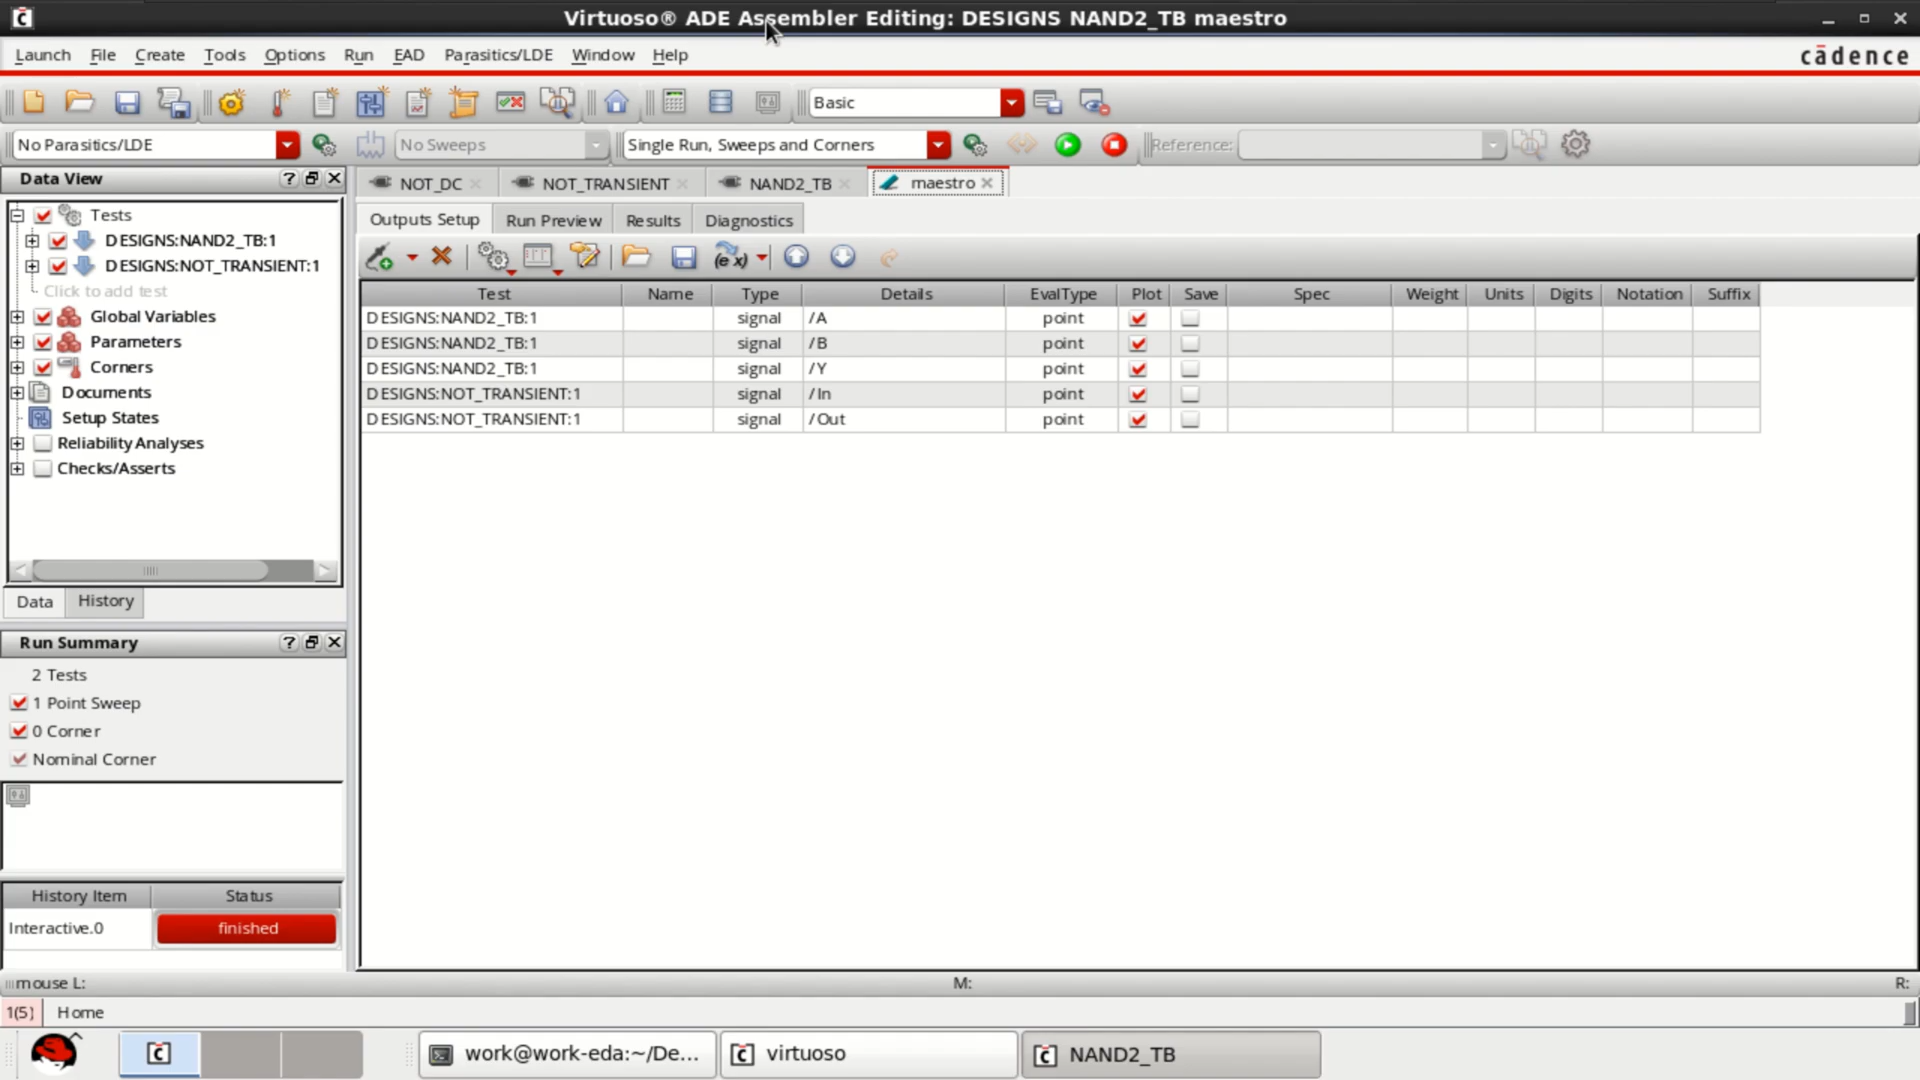 Virtuoso® ADE Assembler Editing: DESIGNS NAND2_TB maestro
Launch File Create Tools Options Run EAD Parasitics/LDE Window Help
cādence
Basic
No Parasitics/LDE
No Sweeps
Single Run, Sweeps and Corners
Reference:
Data View
Tests
DESIGNS:NAND2_TB:1
DESIGNS:NOT_TRANSIENT:1
Click to add test
Global Variables
Parameters
Corners
Documents
Setup States
Reliability Analyses
Checks/Asserts
Data History
Run Summary
2 Tests
1 Point Sweep
0 Corner
Nominal Corner
History Item Status
Interactive.0 finished
NOT_DC NOT_TRANSIENT NAND2_TB maestro
Outputs Setup Run Preview Results Diagnostics
(e x)
Test Name Type Details EvalType Plot Save Spec Weight Units Digits Notation Suffix
DESIGNS:NAND2_TB:1 signal /A point
DESIGNS:NAND2_TB:1 signal /B point
DESIGNS:NAND2_TB:1 signal /Y point
DESIGNS:NOT_TRANSIENT:1 signal /In point
DESIGNS:NOT_TRANSIENT:1 signal /Out point
mouse L: M: R:
1(5) Home
work@work-eda:~/De... virtuoso NAND2_TB